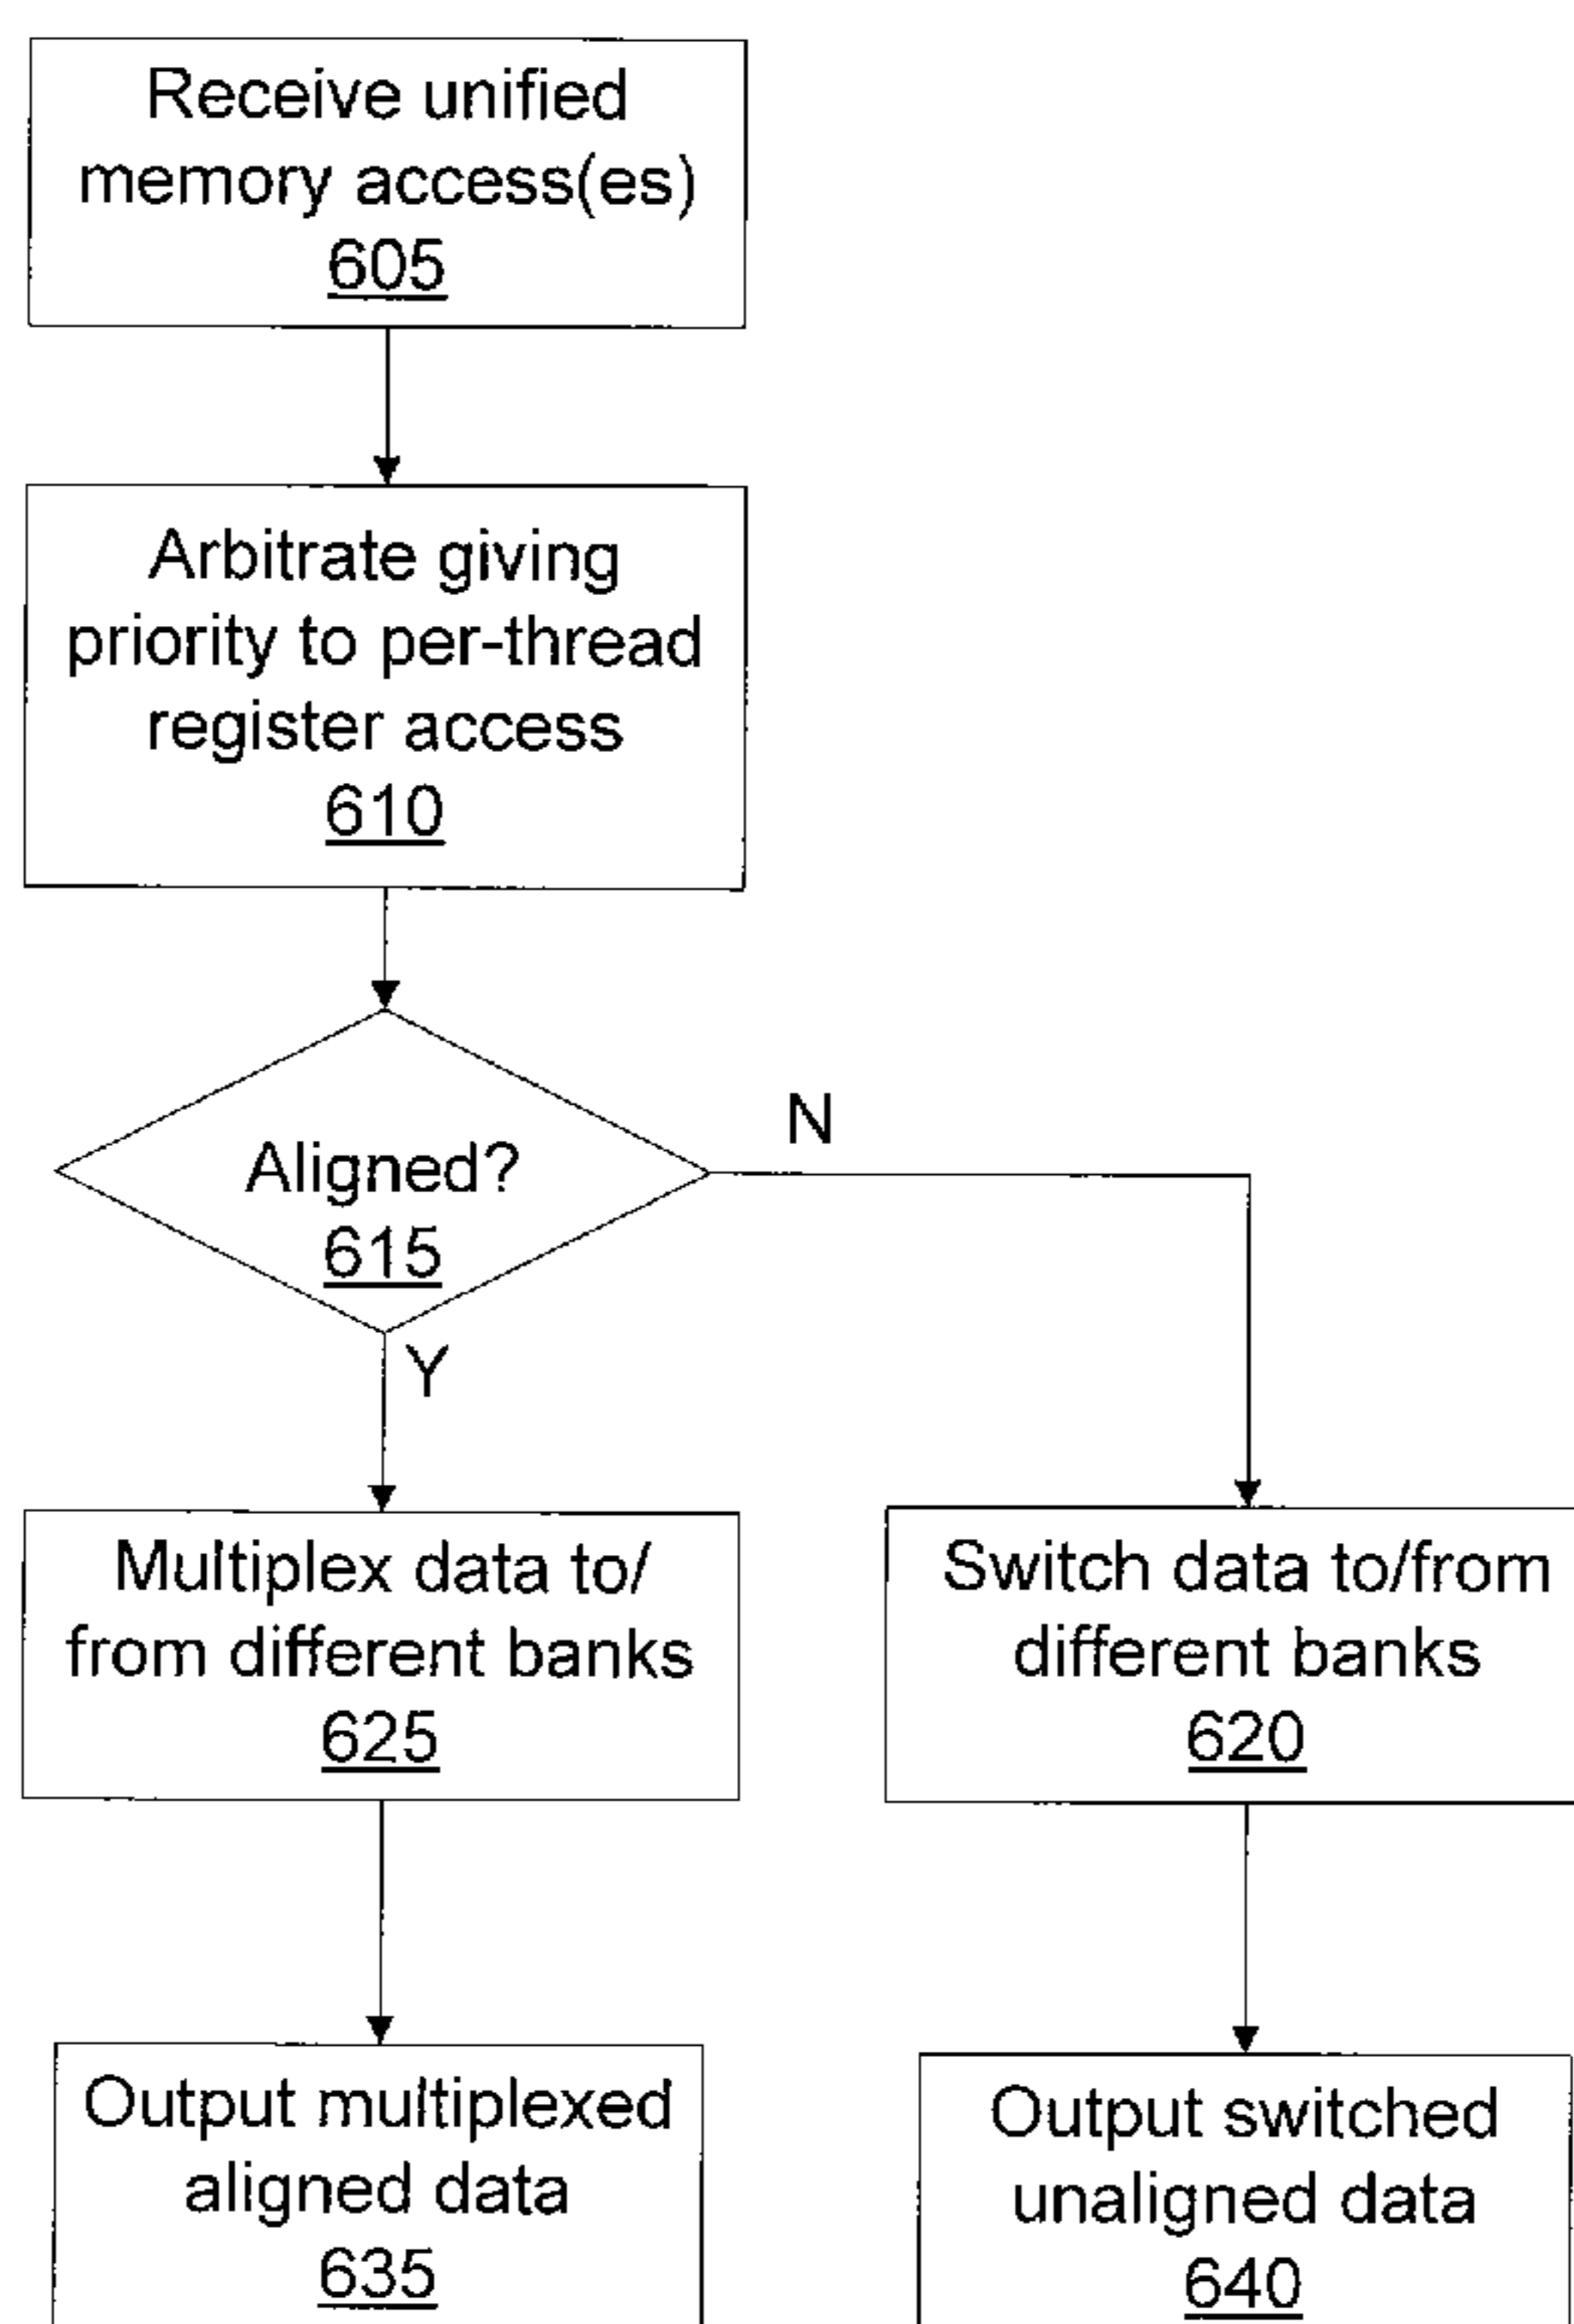 Receive unified
memory access(es)
605
Arbitrate giving
priority to per-thread
register access
610
Aligned?
615
N
Y
Multiplex data to/
from different banks
625
Switch data to/from
different banks
620
Output multiplexed
aligned data
635
Output switched
unaligned data
640